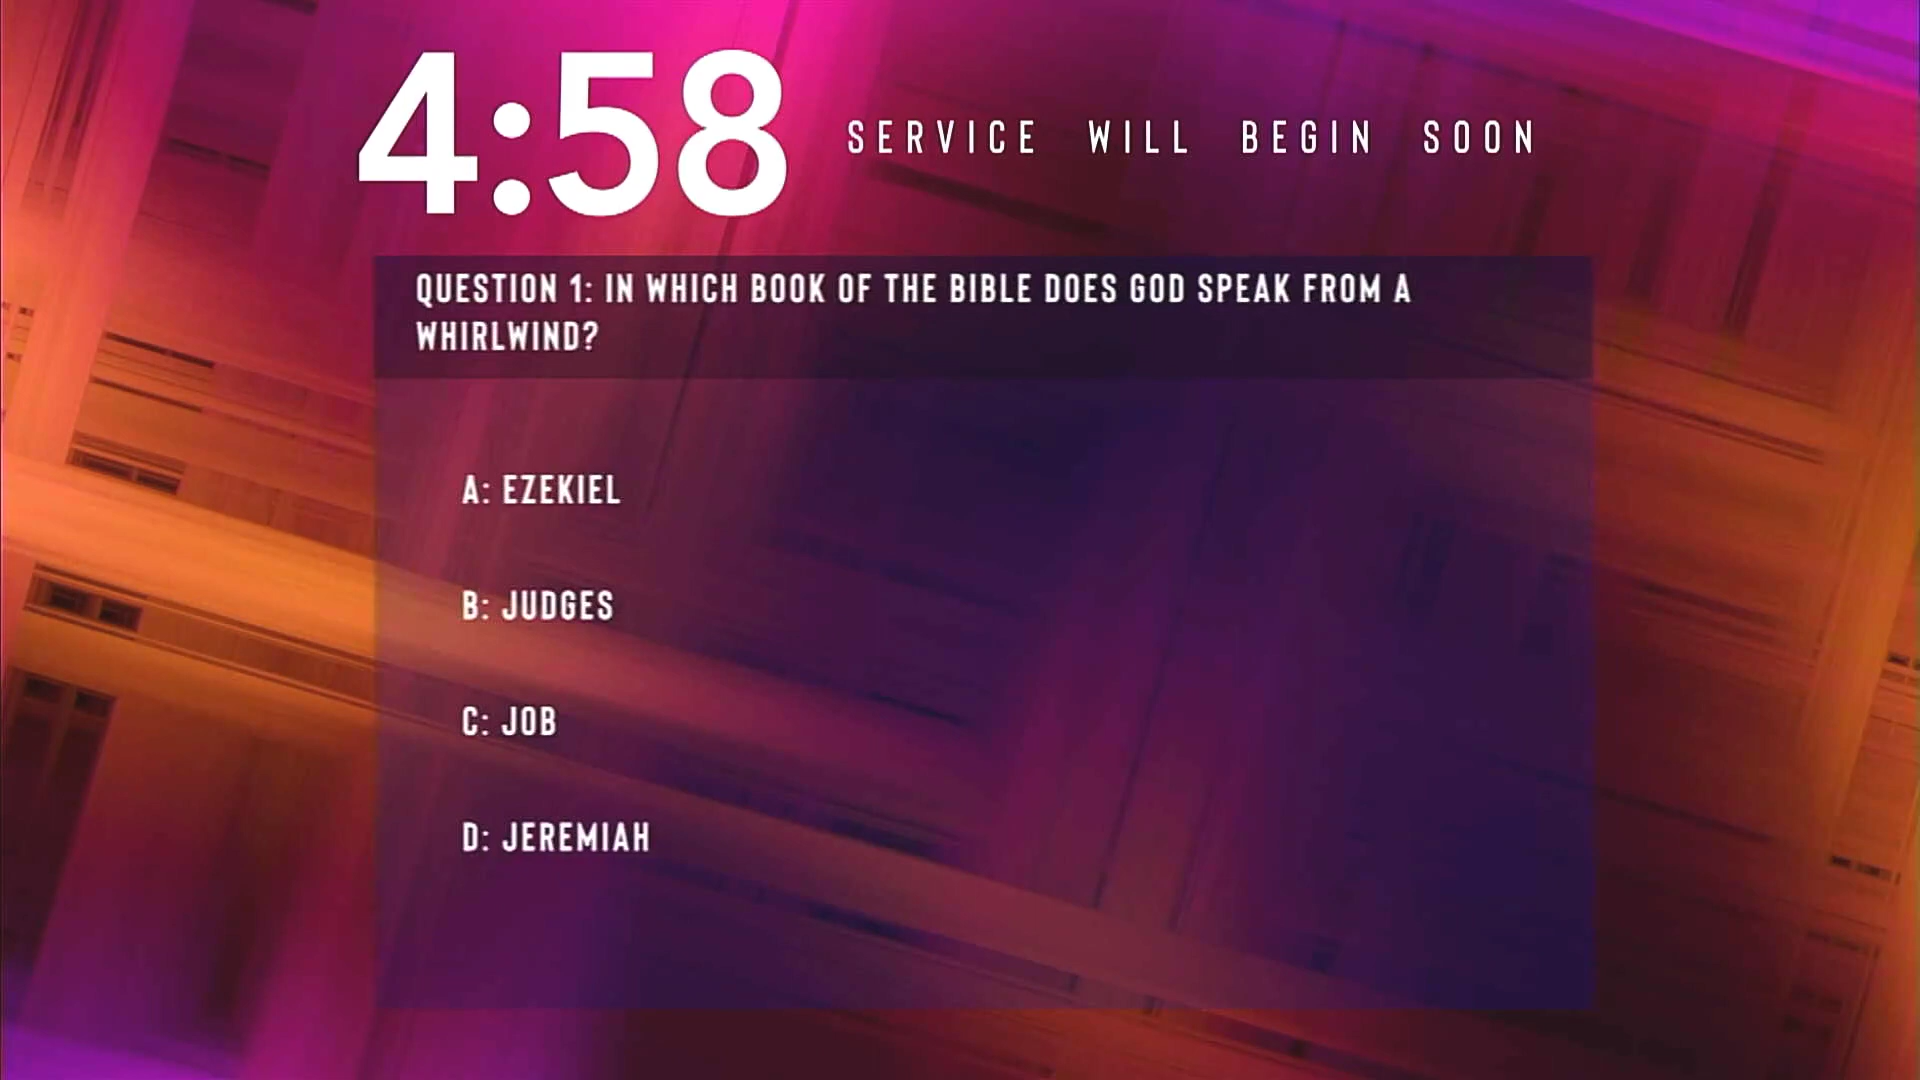 4:58 SERVICE WILL BEGIN SOON
QUESTION 1: IN WHICH BOOK OF THE BIBLE DOES GOD SPEAK FROM A
WHIRLWIND?
A: EZEKIEL
B: JUDGES
C: JOB
D: JEREMIAH